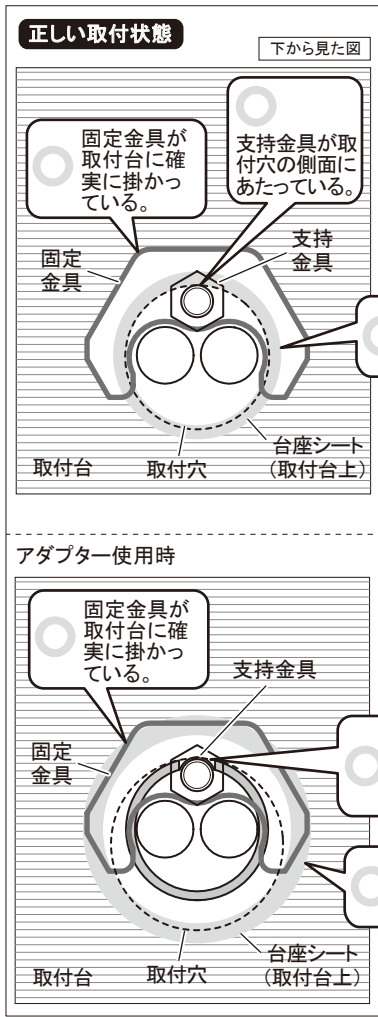 正しい取付状態
下から見た図
固定金具が
取付台に確
実に掛かっ
ている。
支持金具が取
付穴の側面に
あたっている。
固定
金具
支持
金具
台座シート
(取付台上)
取付台
取付穴
アダプター使用時
固定金具が
取付台に確
実に掛かっ
ている。
支持金具
固定
金具
台座シート
(取付台上)
取付台
取付穴